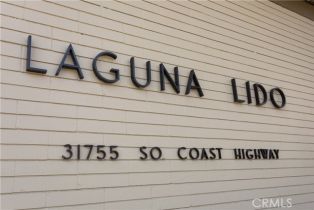 LAGUNA LIDO
31755 SO. COAST HIGHWAY
CRMLS